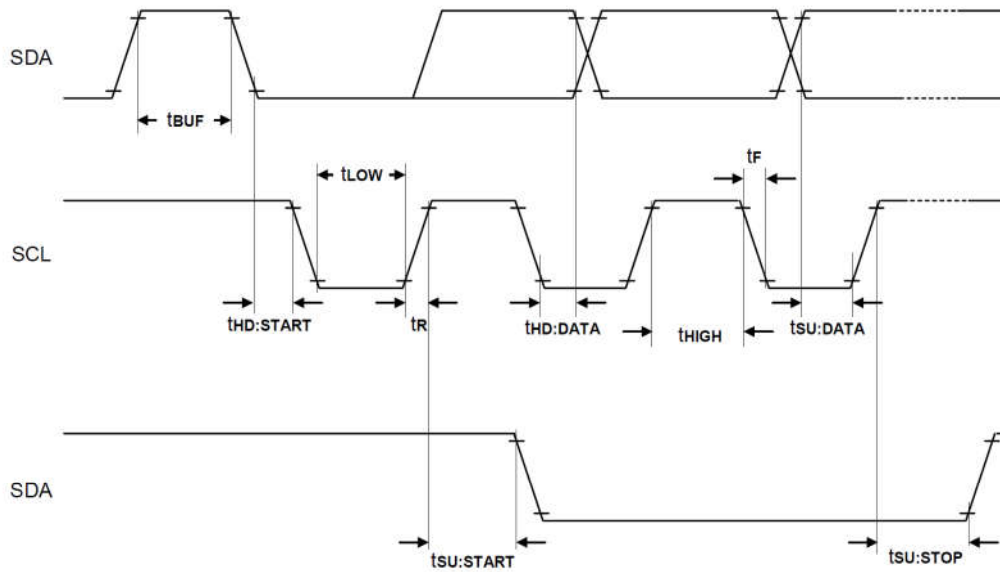 SDA
tBUF
tF
tLOW
SCL
tHD:START
tR
tHD:DATA
tHIGH
tSU:DATA
SDA
tSU:START
tSU:STOP